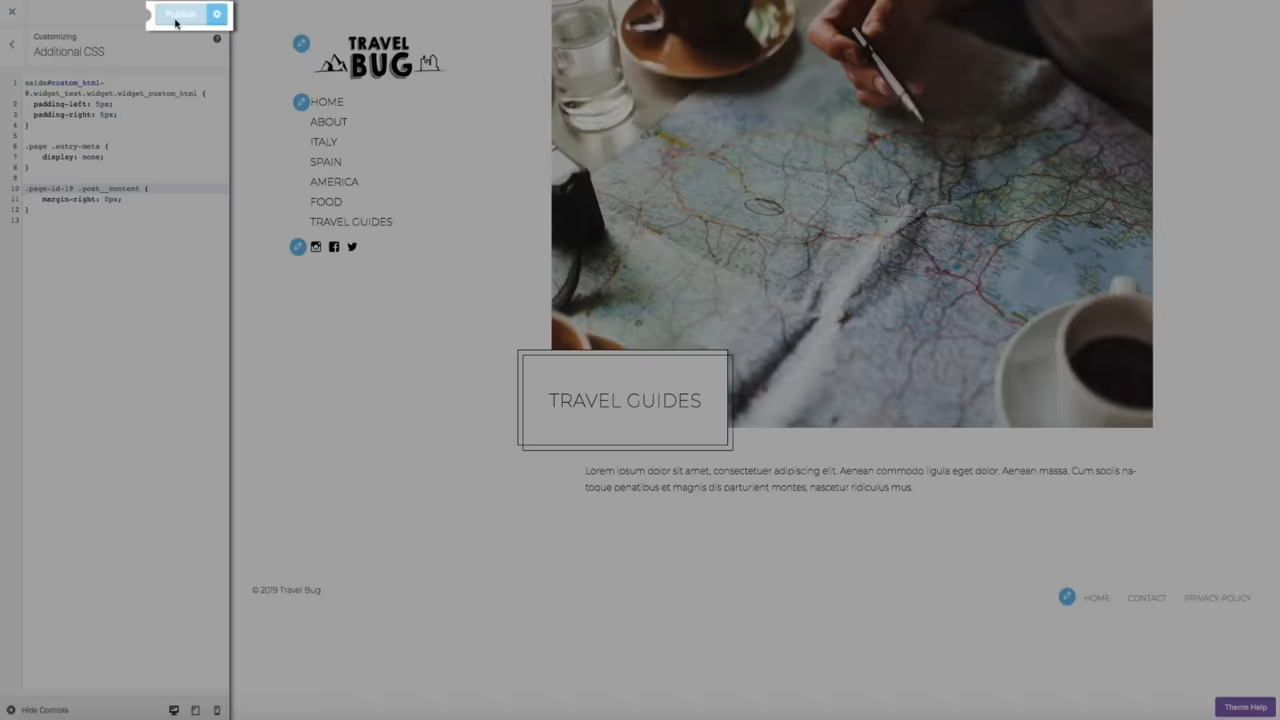 Publish
Customizing
Additional CSS
1 aside#custom_html-
9.widget_text.widget.widget_custom_html {
2 padding-left: 5px;
3 padding-right: 5px;
4 }
5
6 .page .entry-meta {
7 display: none;
8 }
9
10 .page-id-19 .post__content {
11 margin-right: 0px;
12 }
13
Hide Controls
TRAVEL
BUG
HOME
ABOUT
ITALY
SPAIN
AMERICA
FOOD
TRAVEL GUIDES
TRAVEL GUIDES
Lorem ipsum dolor sit amet, consectetuer adipiscing elit. Aenean commodo ligula eget dolor. Aenean massa. Cum sociis na-
toque penatibus et magnis dis parturient montes, nascetur ridiculus mus.
© 2019 Travel Bug
HOME CONTACT PRIVACY POLICY
Theme Help